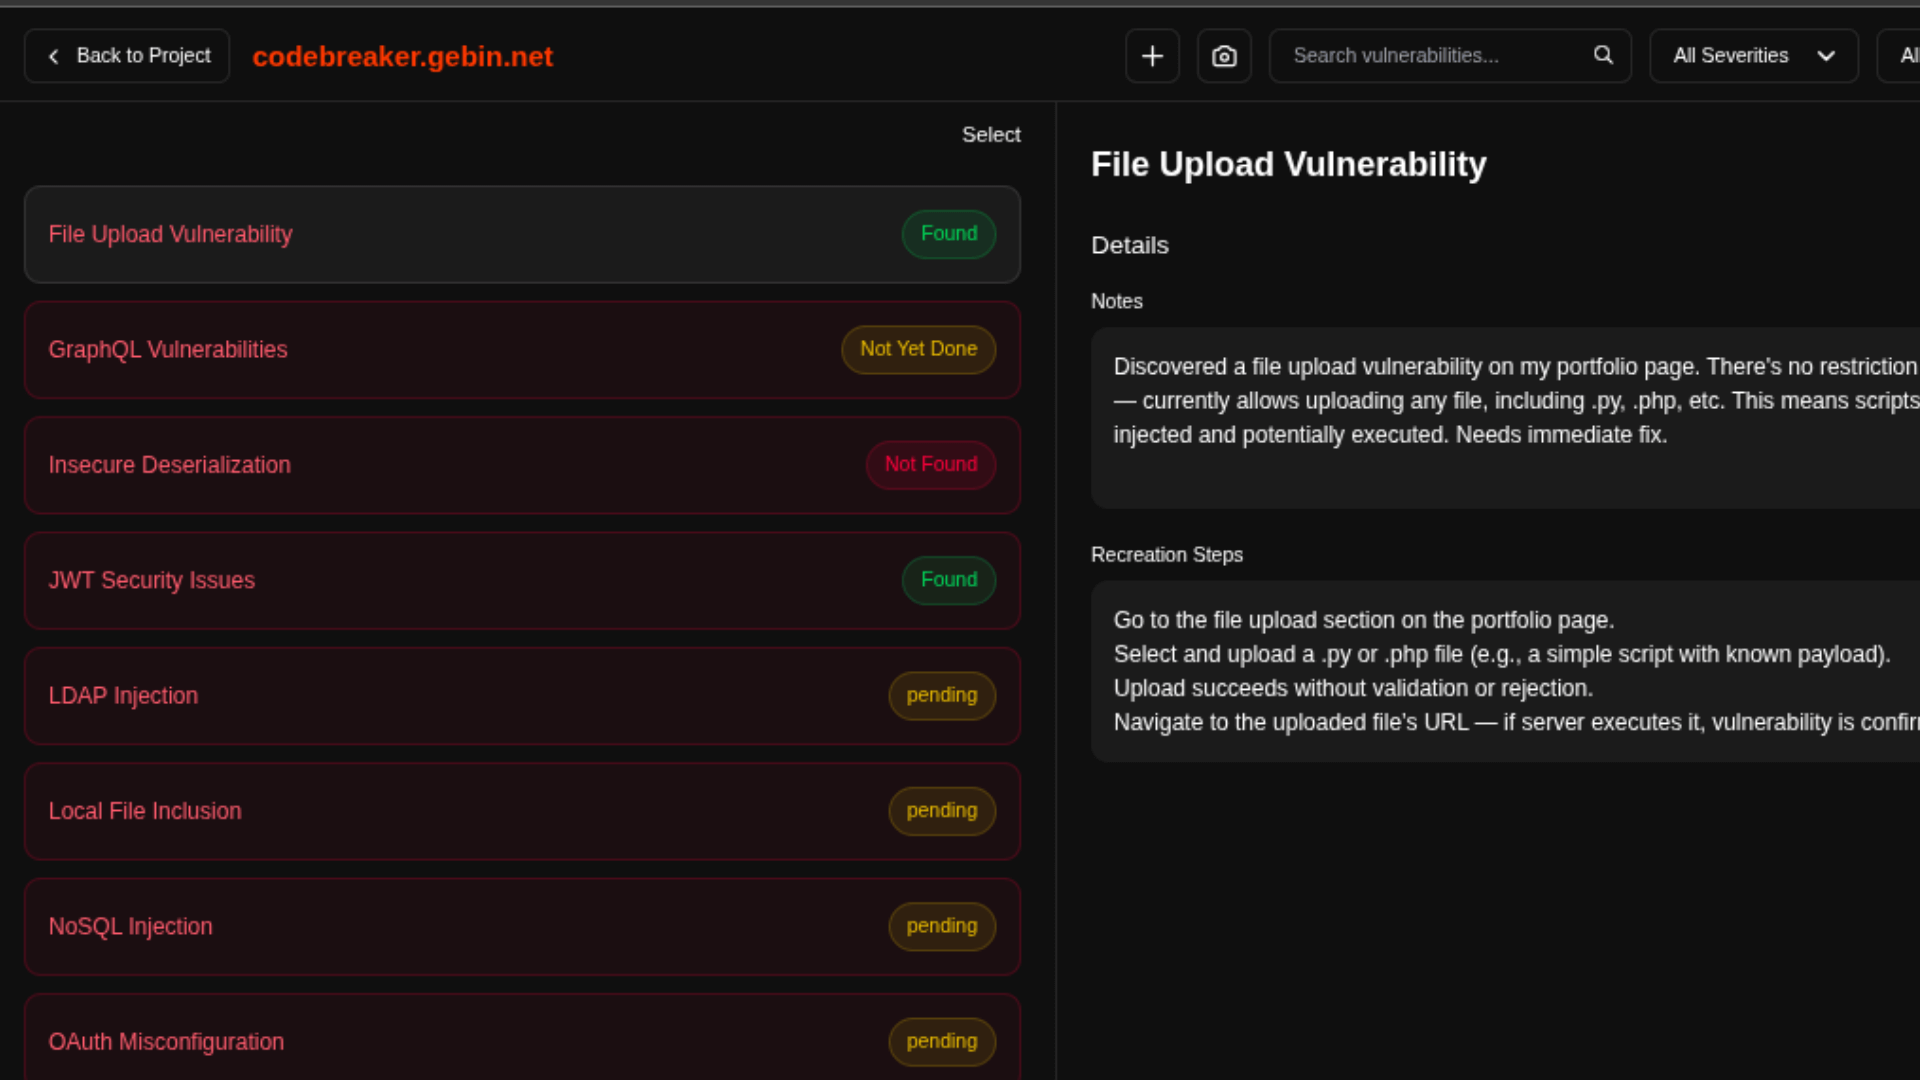 Back to Project
codebreaker.gebin.net
Search vulnerabilities...
All Severities
Select
File Upload Vulnerability
Found
GraphQL Vulnerabilities
Not Yet Done
Insecure Deserialization
Not Found
JWT Security Issues
Found
LDAP Injection
pending
Local File Inclusion
pending
NoSQL Injection
pending
OAuth Misconfiguration
pending
File Upload Vulnerability
Details
Notes
Discovered a file upload vulnerability on my portfolio page. There's no restriction
— currently allows uploading any file, including .py, .php, etc. This means scripts
injected and potentially executed. Needs immediate fix.
Recreation Steps
Go to the file upload section on the portfolio page.
Select and upload a .py or .php file (e.g., a simple script with known payload).
Upload succeeds without validation or rejection.
Navigate to the uploaded file's URL — if server executes it, vulnerability is